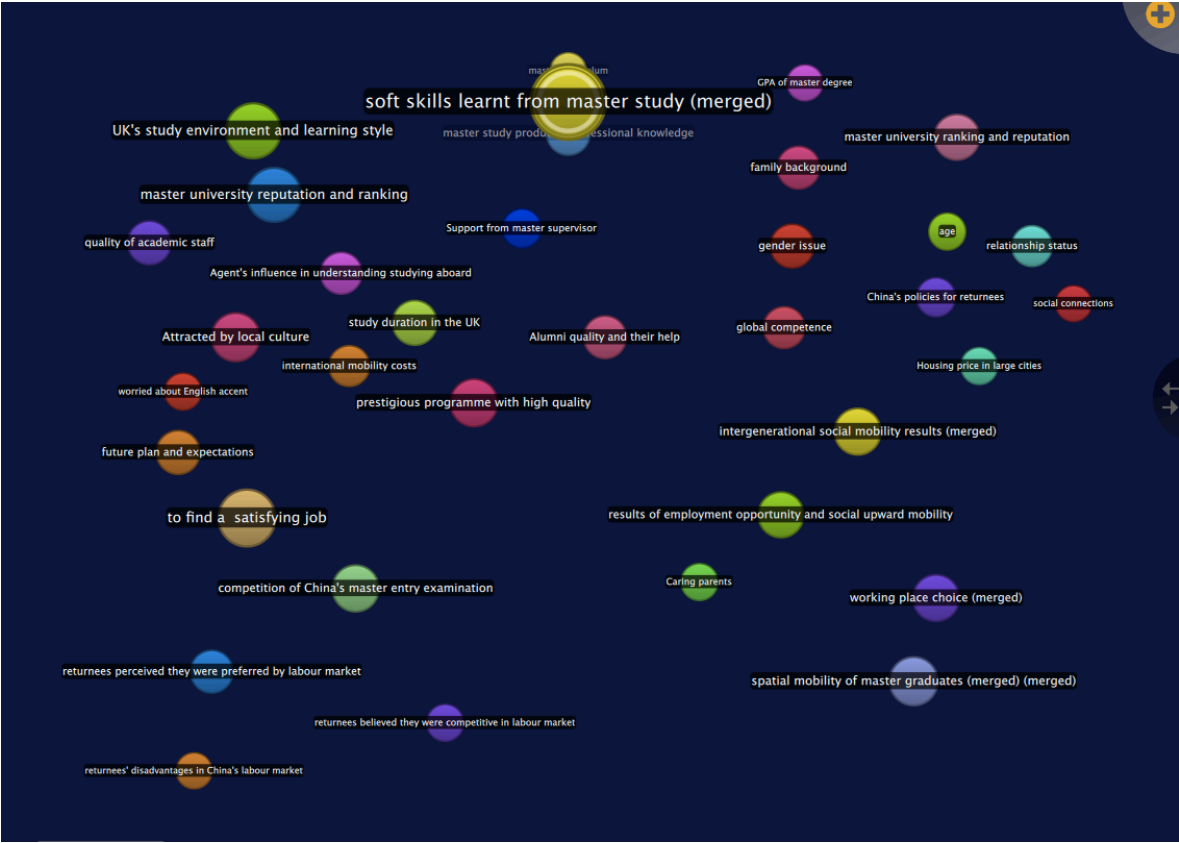 mas lum
GPA of master degree
soft skills learnt from master study (merged)
UK's study environment and learning style
master study produ essional knowledge
master university ranking and reputation
family background
master university reputation and ranking
Support from master supervisor
age
quality of academic staff
gender issue
relationship status
Agent's influence in understanding studying aboard
China's policies for returnees
social connections
study duration in the UK
global competence
Attracted by local culture
Alumni quality and their help
international mobility costs
Housing price in large cities
worried about English accent
prestigious programme with high quality
intergenerational social mobility results (merged)
future plan and expectations
to find a satisfying job
results of employment opportunity and social upward mobility
Caring parents
competition of China's master entry examination
working place choice (merged)
returnees perceived they were preferred by labour market
spatial mobility of master graduates (merged) (merged)
returnees believed they were competitive in labour market
returnees' disadvantages in China's labour market